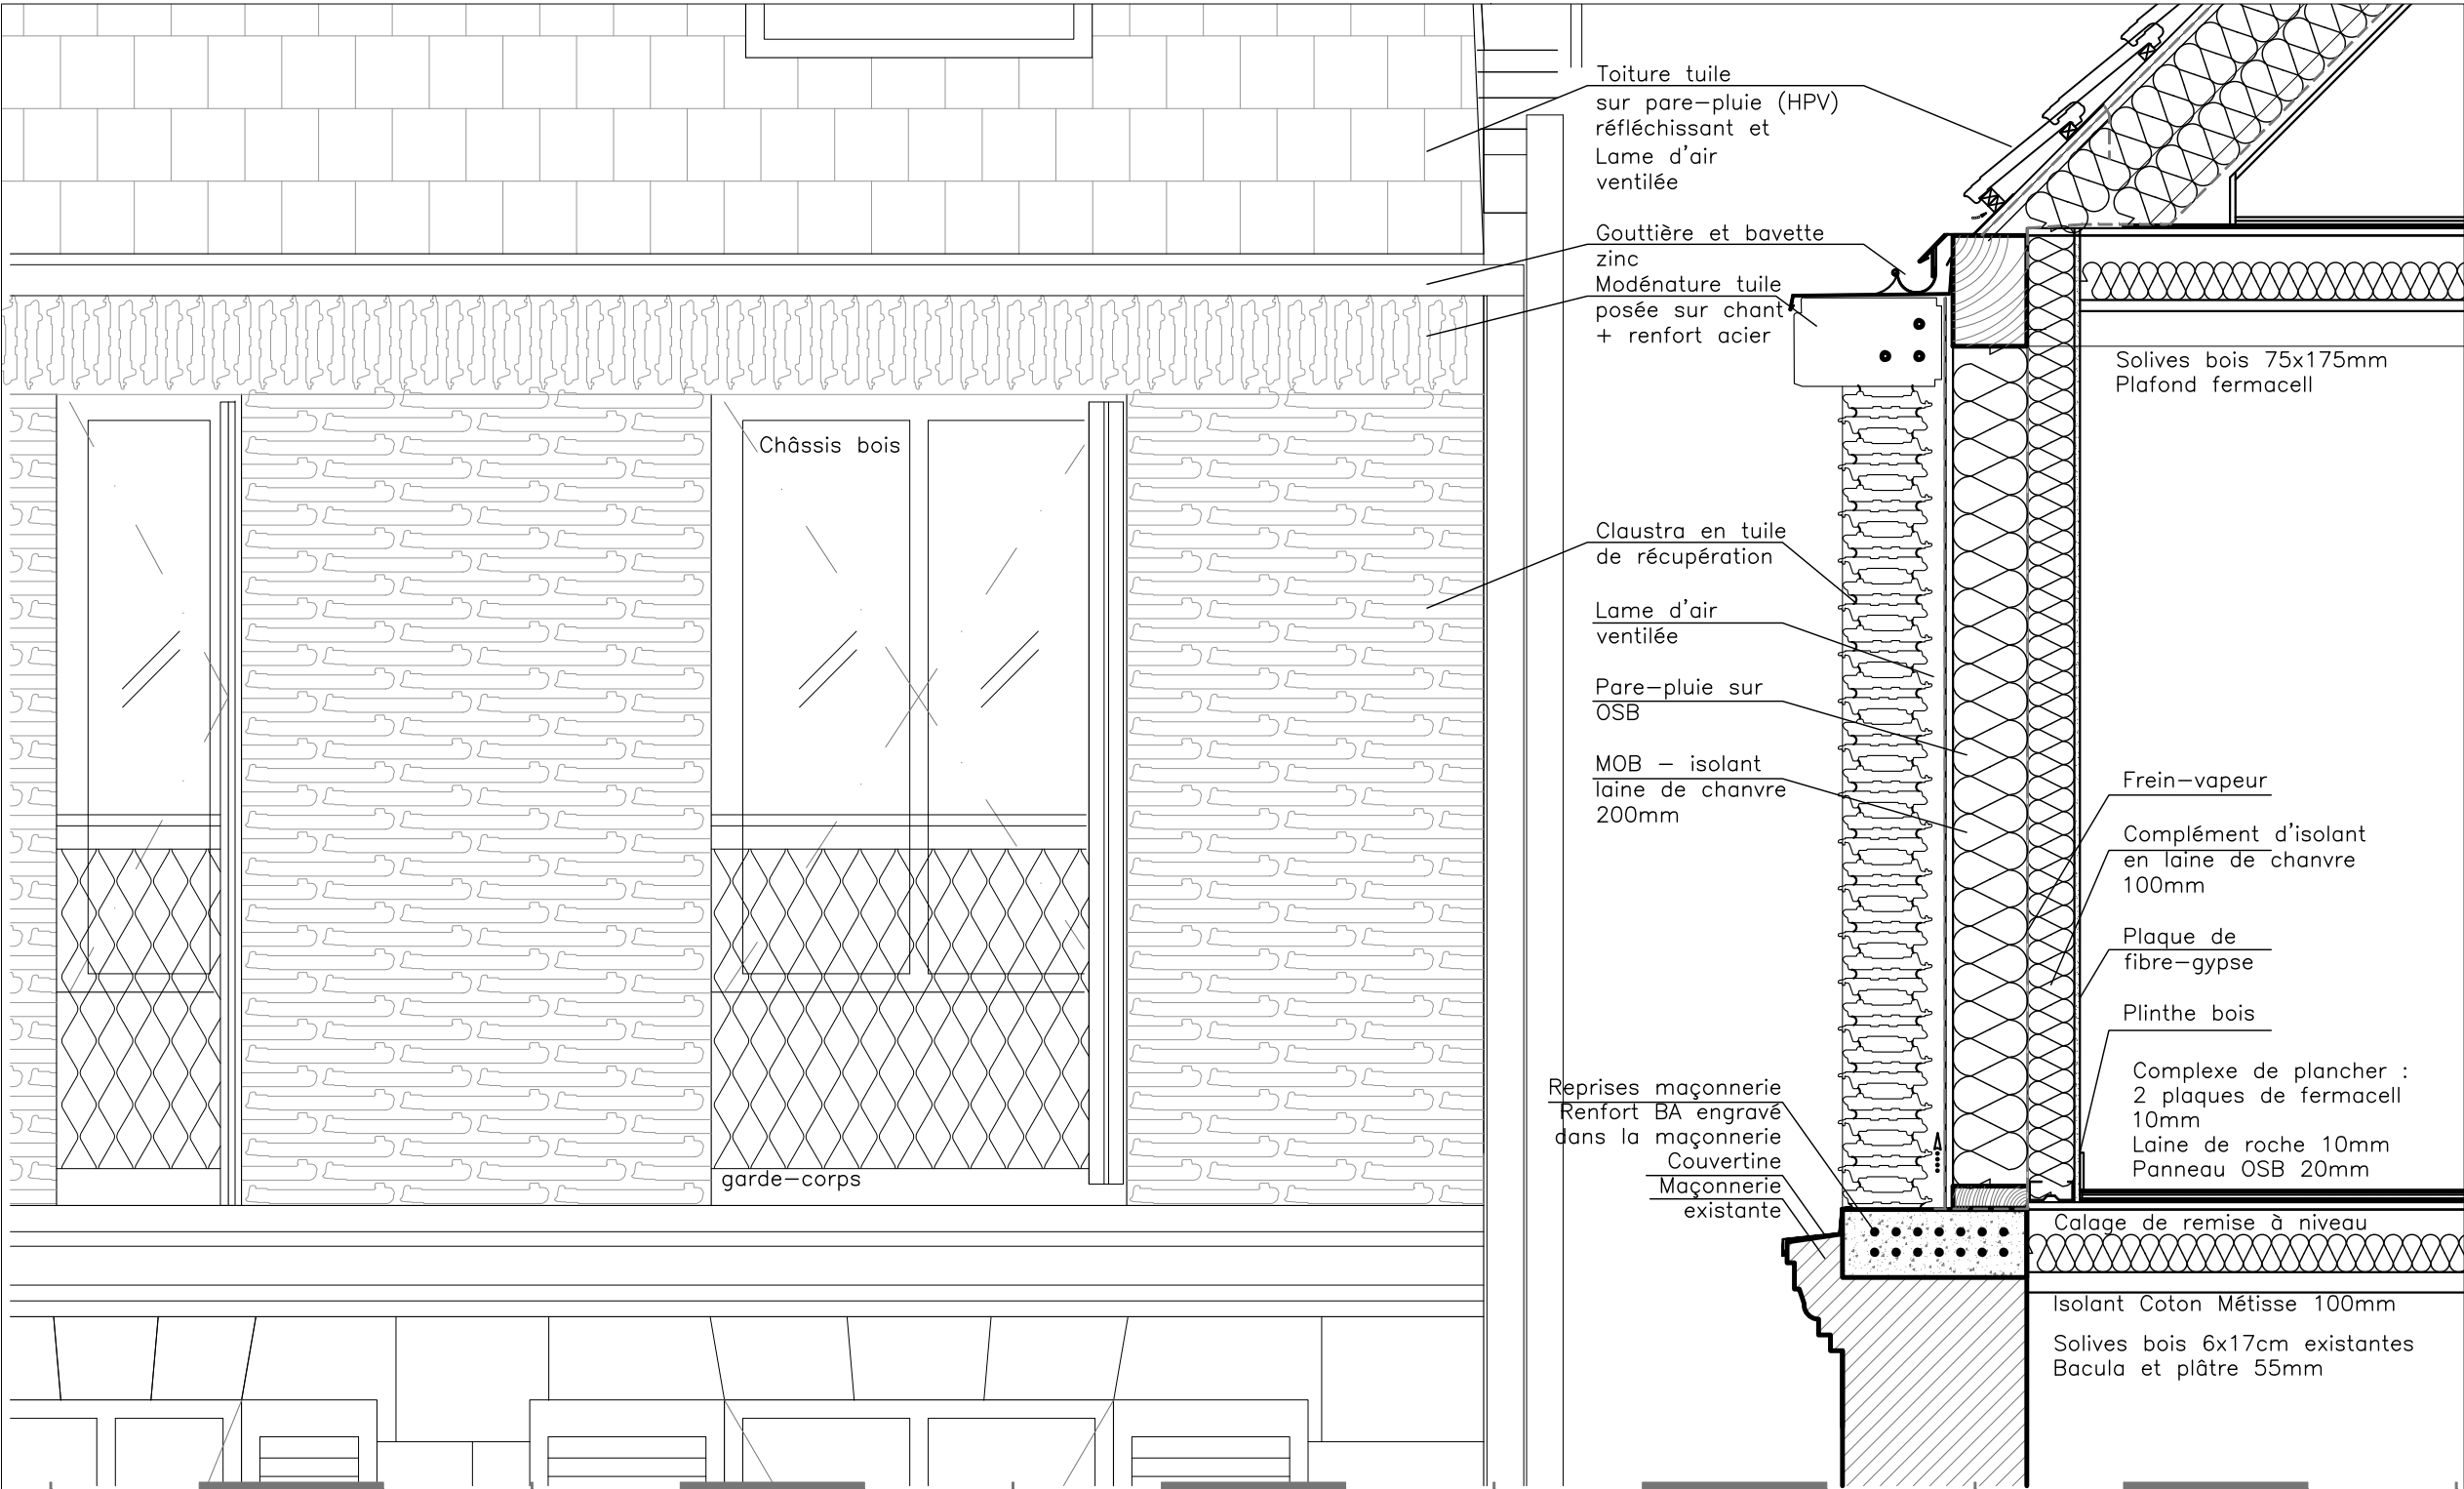 Toiture tuile
sur pare-pluie (HPV)
réfléchissant et
Lame d'air
ventilée
Gouttière et bavette
zinc
Modénature tuile
posée sur chant
+ renfort acier
Solives bois 75x175mm
Plafond fermacell
Châssis bois
Claustra en tuile
de récupération
Lame d'air
ventilée
Pare-pluie sur
OSB
MOB - isolant
laine de chanvre
200mm
Frein-vapeur
Complément d'isolant
en laine de chanvre
100mm
Plaque de
fibre-gypse
Plinthe bois
Complexe de plancher :
2 plaques de fermacell
10mm
Laine de roche 10mm
Panneau OSB 20mm
Reprises maçonnerie
Renfort BA engravé
dans la maçonnerie
Couvertine
Maçonnerie
existante
garde-corps
Calage de remise à niveau
Isolant Coton Métisse 100mm
Solives bois 6x17cm existantes
Bacula et plâtre 55mm